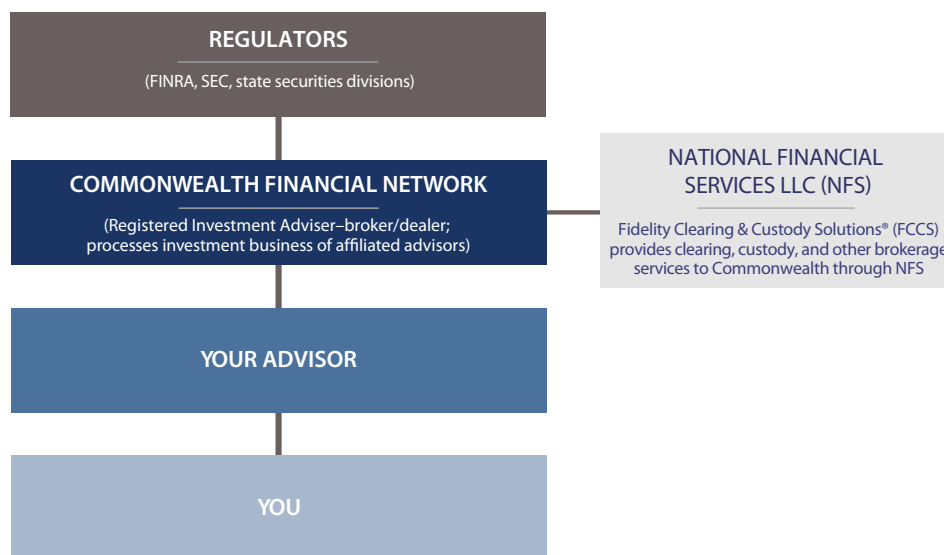 REGULATORS
(FINRA, SEC, state securities divisions)
COMMONWEALTH FINANCIAL NETWORK
(Registered Investment Adviser–broker/dealer;
processes investment business of affiliated advisors)
NATIONAL FINANCIAL
SERVICES LLC (NFS)
Fidelity Clearing & Custody Solutions® (FCCS)
provides clearing, custody, and other brokerage
services to Commonwealth through NFS
YOUR ADVISOR
YOU